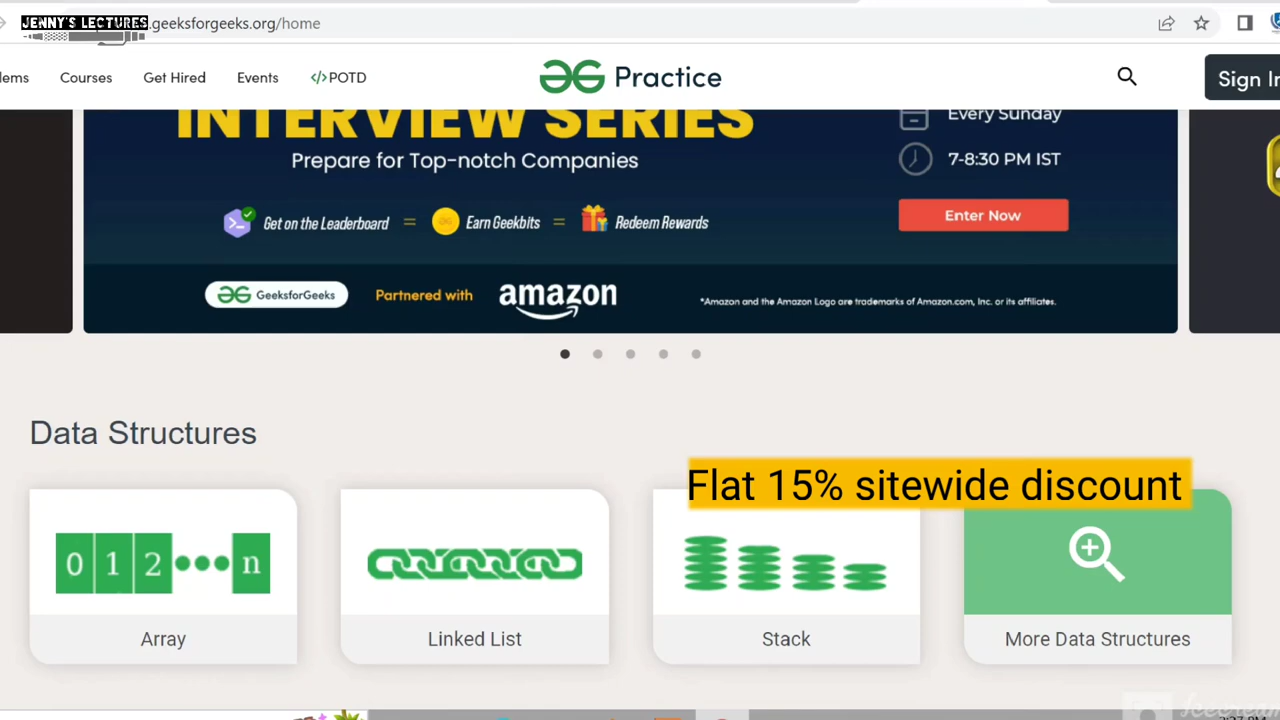 JENNY'S LECTURES
.geeksforgeeks.org/home
lems Courses Get Hired Events </>POTD Practice Sign In
INTERVIEW SERIES
Every Sunday
Prepare for Top-notch Companies
7-8:30 PM IST
Get on the Leaderboard = Earn Geekbits = Redeem Rewards
Enter Now
GeeksforGeeks Partnered with amazon *Amazon and the Amazon Logo are trademarks of Amazon.com, Inc. or its affiliates.
Data Structures
Flat 15% sitewide discount
0 1 2 n
Array Linked List Stack More Data Structures